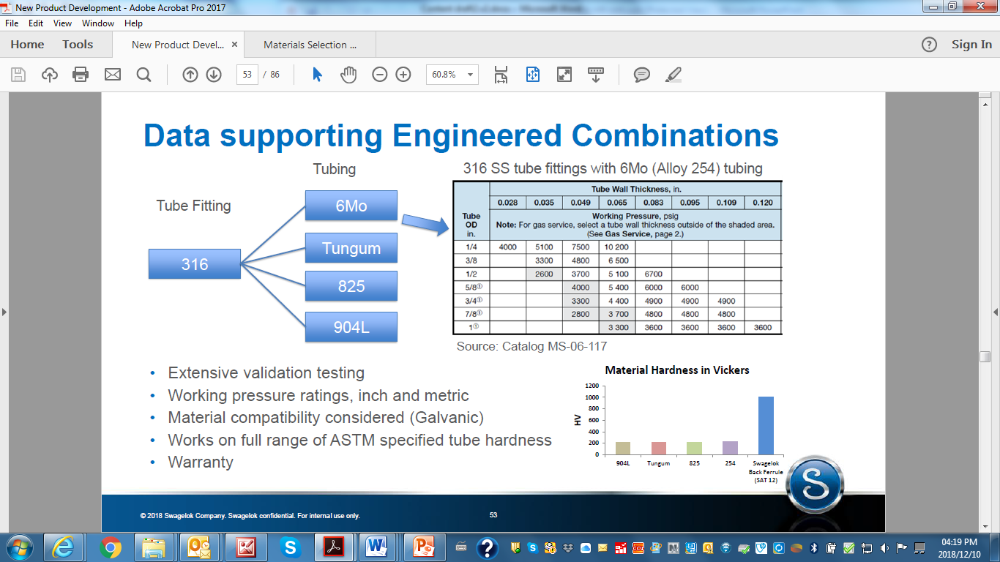 New Product Development - Adobe Acrobat Pro 2017
File Edit View Window Help
Home Tools New Product Devel... × Materials Selection ... ? Sign In
53 / 86 60.8%
Data supporting Engineered Combinations
Tubing
316 SS tube fittings with 6Mo (Alloy 254) tubing
Tube Fitting
316
6Mo
Tungum
825
904L
Tube OD in.
Tube Wall Thickness, in.
0.028 0.035 0.049 0.065 0.083 0.095 0.109 0.120
Working Pressure, psig
Note: For gas service, select a tube wall thickness outside of the shaded area.
(See Gas Service, page 2.)
1/4 4000 5100 7500 10 200
3/8 3300 4800 6 500
1/2 2600 3700 5 100 6700
5/8① 4000 5 400 6000 6000
3/4① 3300 4 400 4900 4900 4900
7/8① 2800 3 700 4800 4800 4800
1① 3 300 3600 3600 3600 3600
Source: Catalog MS-06-117
• Extensive validation testing
• Working pressure ratings, inch and metric
• Material compatibility considered (Galvanic)
• Works on full range of ASTM specified tube hardness
• Warranty
Material Hardness in Vickers
HV
1200
1000
800
600
400
200
0
904L Tungum 825 254 Swagelok
Back Ferrule
(SAT 12)
S
© 2018 Swagelok Company. Swagelok confidential. For internal use only.
53
04:19 PM
2018/12/10